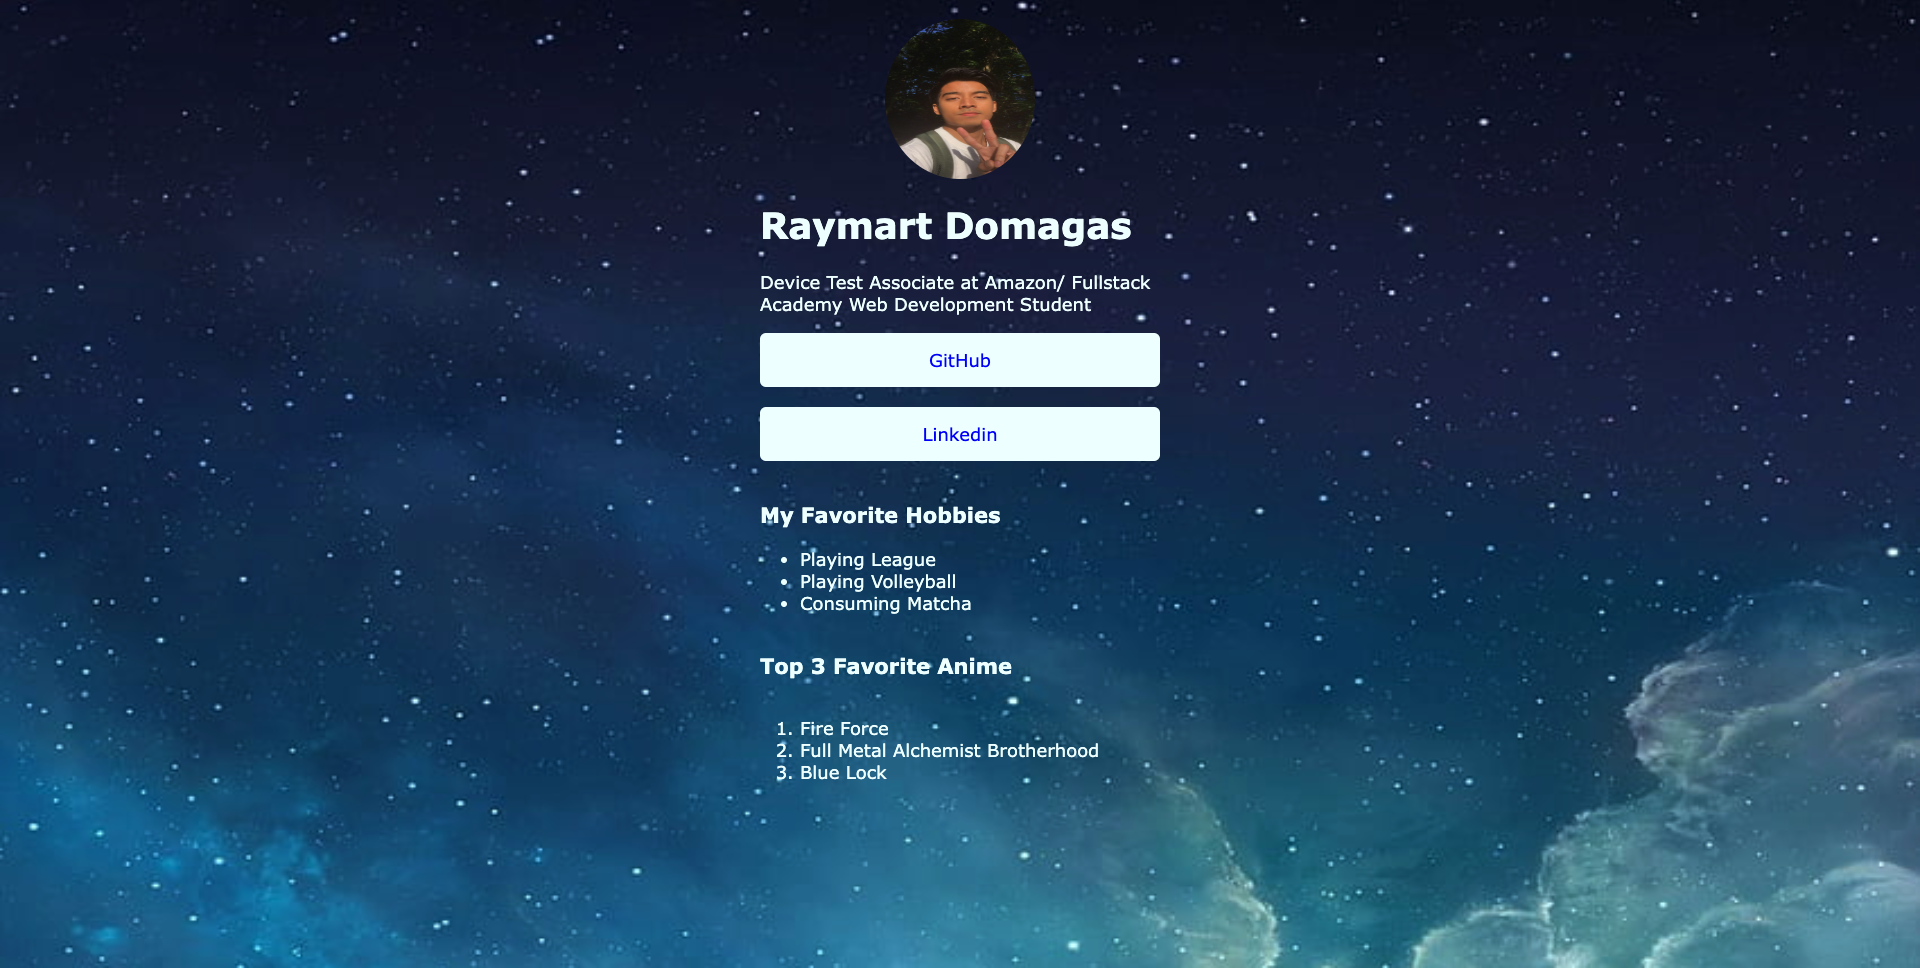 Raymart Domagas
Device Test Associate at Amazon/ Fullstack
Academy Web Development Student
GitHub
Linkedin
My Favorite Hobbies
• Playing League
• Playing Volleyball
• Consuming Matcha
Top 3 Favorite Anime
1. Fire Force
2. Full Metal Alchemist Brotherhood
3. Blue Lock